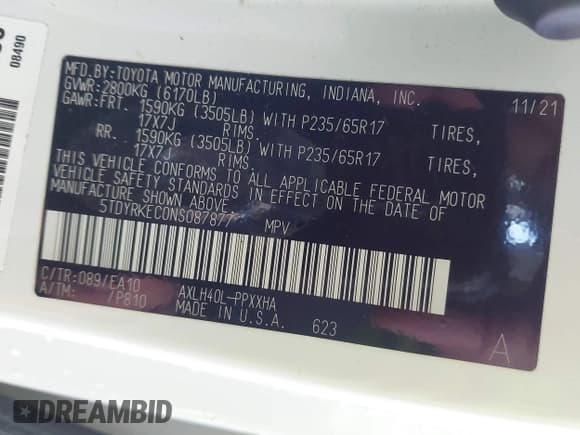 08490
MFD.BY:TOYOTA MOTOR MANUFACTURING, INDIANA, INC. 11/21
GVWR:2800KG (6170LB)
GAWR:FRT. 1590KG (3505LB) WITH P235/65R17 TIRES,
17X7J RIMS.
RR. 1590KG (3505LB) WITH P235/65R17 TIRES,
17X7J RIMS.
THIS VEHICLE CONFORMS TO ALL APPLICABLE FEDERAL MOTOR
VEHICLE SAFETY STANDARDS IN EFFECT ON THE DATE OF
MANUFACTURE SHOWN ABOVE.
5TDYRKEC0NS087877 MPV
C/TR:089/EA10 AXLH40L-PPXXHA
A/TM: /P810 MADE IN U.S.A. 623 A
DREAMBID